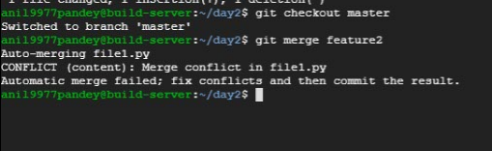 1 file changed, 1 insertion(+), 1 deletion(-)
anil9977pandey@build-server:~/day2$ git checkout master
Switched to branch 'master'
anil9977pandey@build-server:~/day2$ git merge feature2
Auto-merging file1.py
CONFLICT (content): Merge conflict in file1.py
Automatic merge failed; fix conflicts and then commit the result.
anil9977pandey@build-server:~/day2$